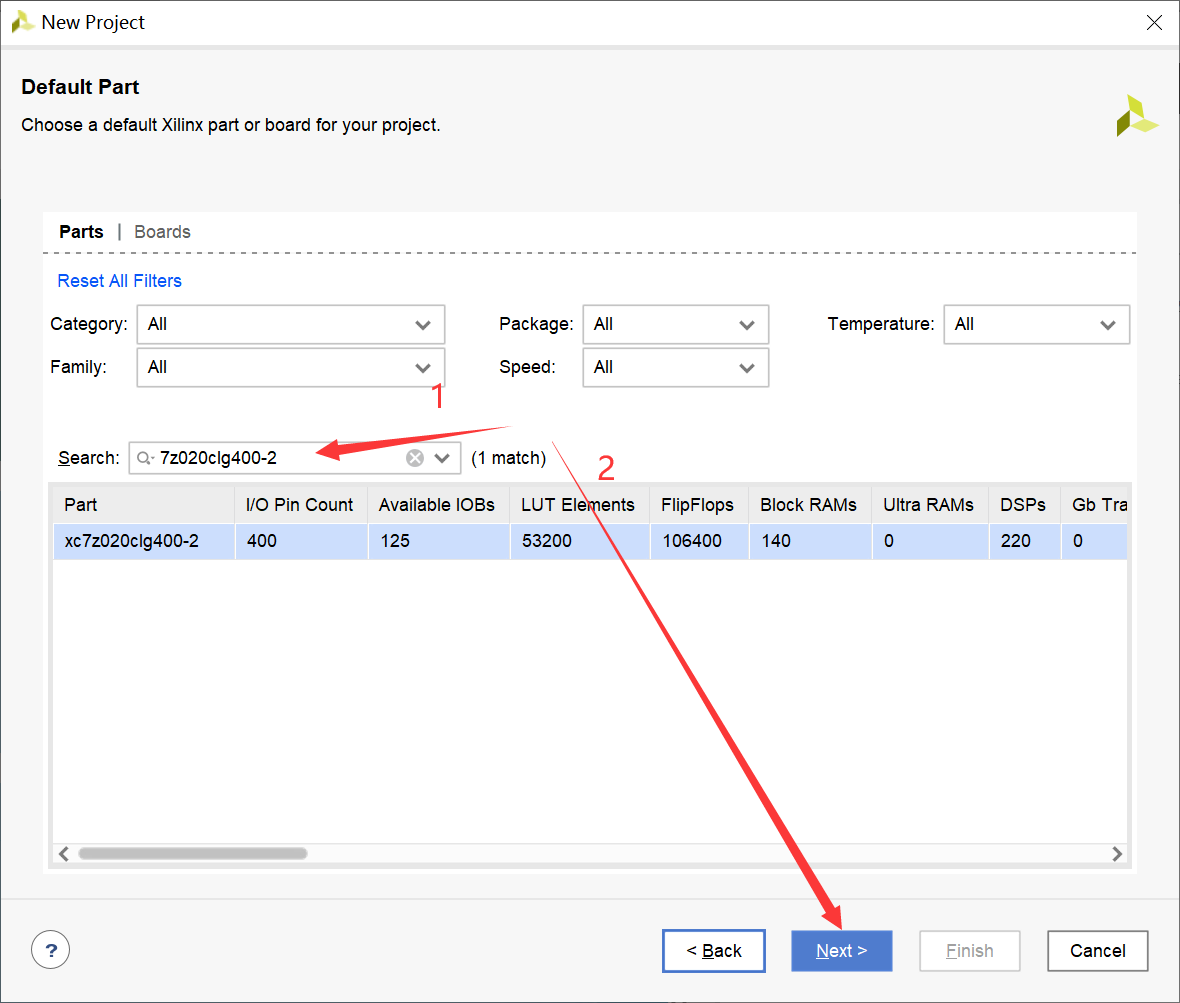 New Project
Default Part
Choose a default Xilinx part or board for your project.
Parts | Boards
Reset All Filters
Category: All Package: All Temperature: All
Family: All Speed: All
1
Search: 7z020clg400-2 (1 match)
2
Part I/O Pin Count Available IOBs LUT Elements FlipFlops Block RAMs Ultra RAMs DSPs Gb Tra
xc7z020clg400-2 400 125 53200 106400 140 0 220 0
? < Back Next > Finish Cancel